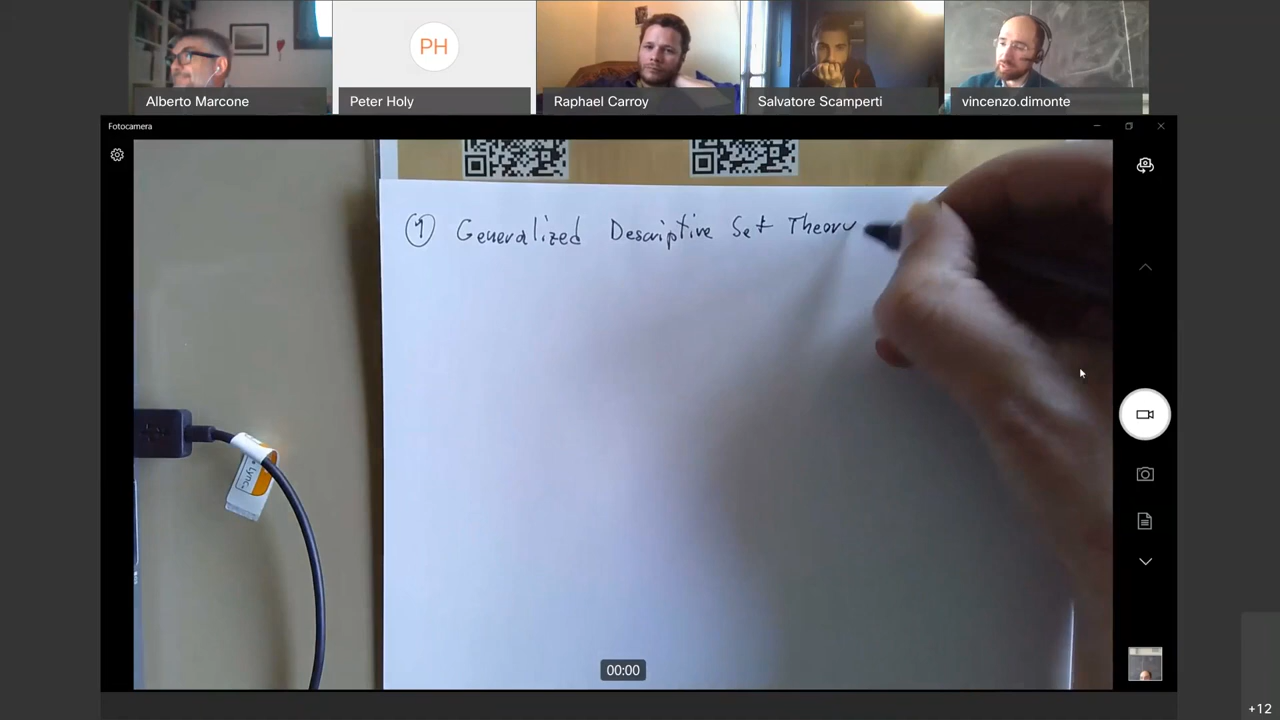 PH
Alberto Marcone
Peter Holy
Raphael Carroy
Salvatore Scamperti
vincenzo.dimonte
Fotocamera
① Generalized Descriptive Set Theory
Lync.
00:00
+12